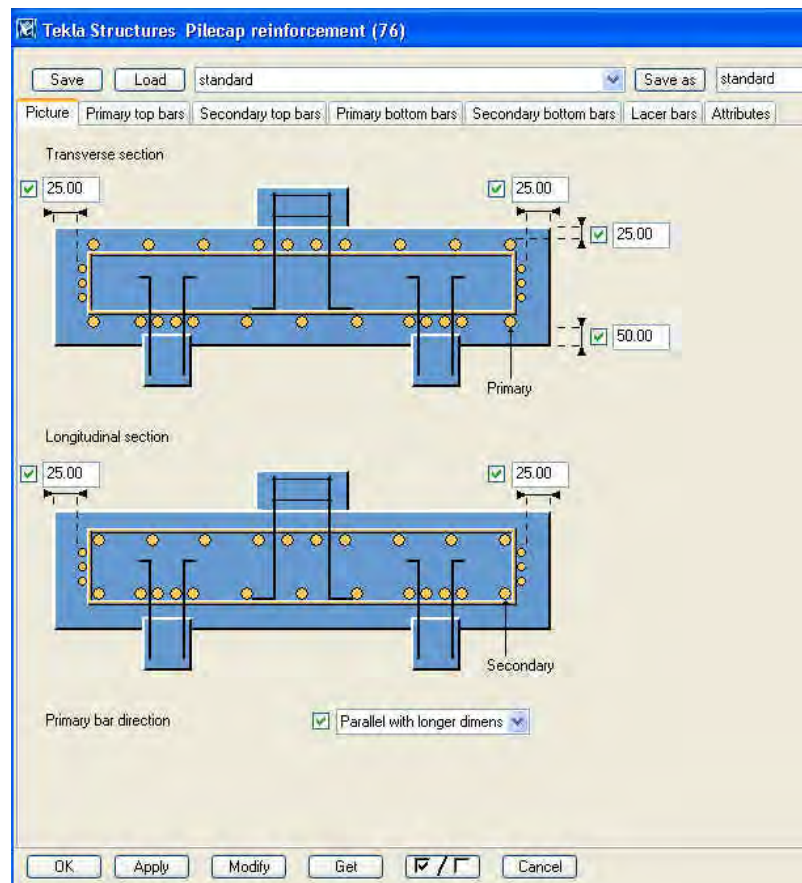 Tekla Structures Pilecap reinforcement (76)
Save Load standard Save as standard
Picture Primary top bars Secondary top bars Primary bottom bars Secondary bottom bars Lacer bars Attributes
Transverse section
25.00 25.00
25.00
50.00
Primary
Longitudinal section
25.00 25.00
Secondary
Primary bar direction Parallel with longer dimens
OK Apply Modify Get / Cancel